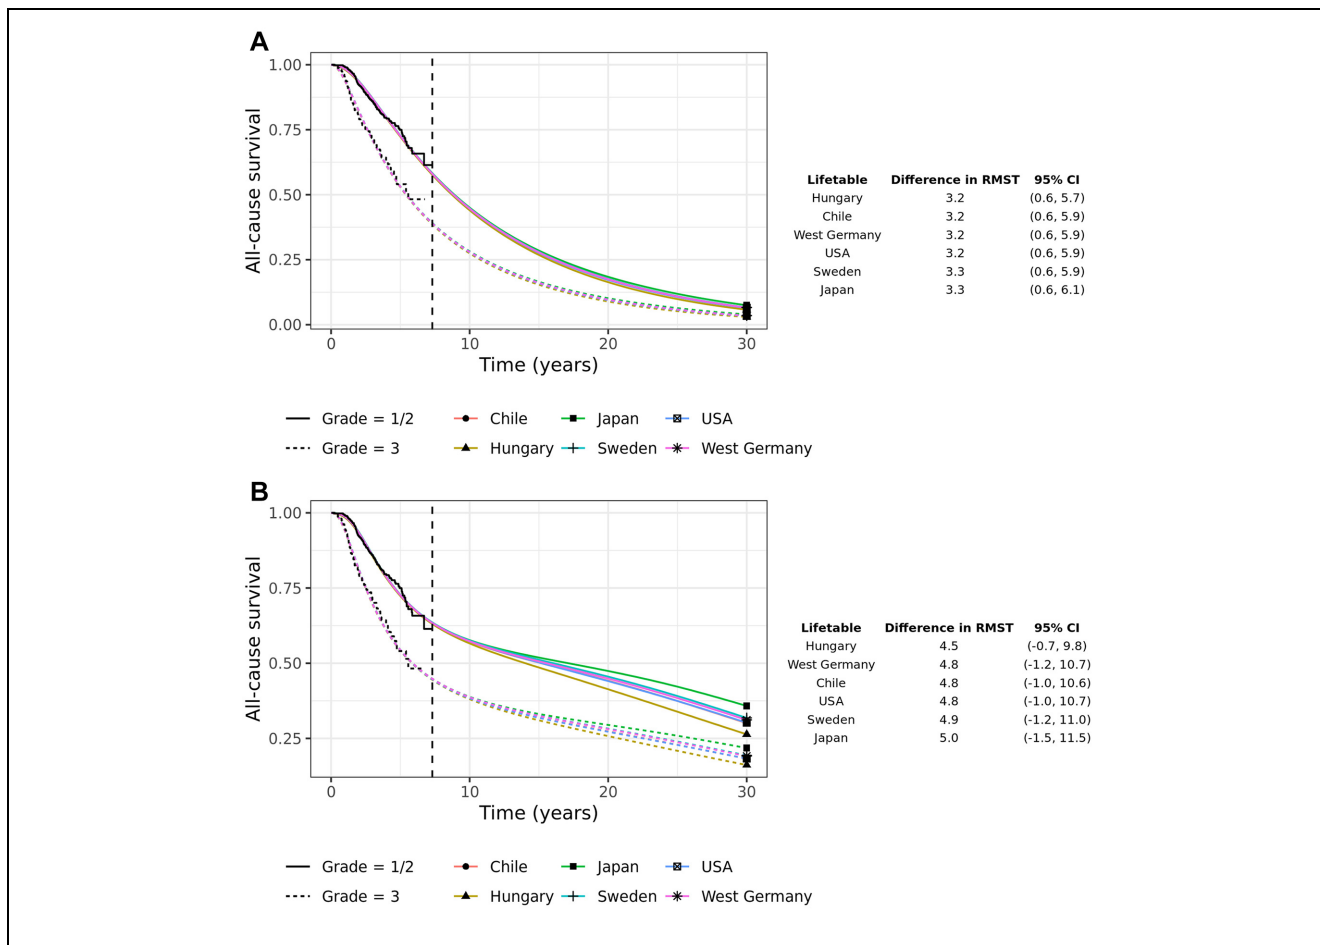 A
All-cause survival
1.00
0.75
0.50
0.25
0.00
0 10 20 30
Time (years)
Lifetable Difference in RMST 95% CI
Hungary 3.2 (0.6, 5.7)
Chile 3.2 (0.6, 5.9)
West Germany 3.2 (0.6, 5.9)
USA 3.2 (0.6, 5.9)
Sweden 3.3 (0.6, 5.9)
Japan 3.3 (0.6, 6.1)
Grade = 1/2 Chile Japan USA
Grade = 3 Hungary Sweden West Germany
B
All-cause survival
1.00
0.75
0.50
0.25
0 10 20 30
Time (years)
Lifetable Difference in RMST 95% CI
Hungary 4.5 (-0.7, 9.8)
West Germany 4.8 (-1.2, 10.7)
Chile 4.8 (-1.0, 10.6)
USA 4.8 (-1.0, 10.7)
Sweden 4.9 (-1.2, 11.0)
Japan 5.0 (-1.5, 11.5)
Grade = 1/2 Chile Japan USA
Grade = 3 Hungary Sweden West Germany